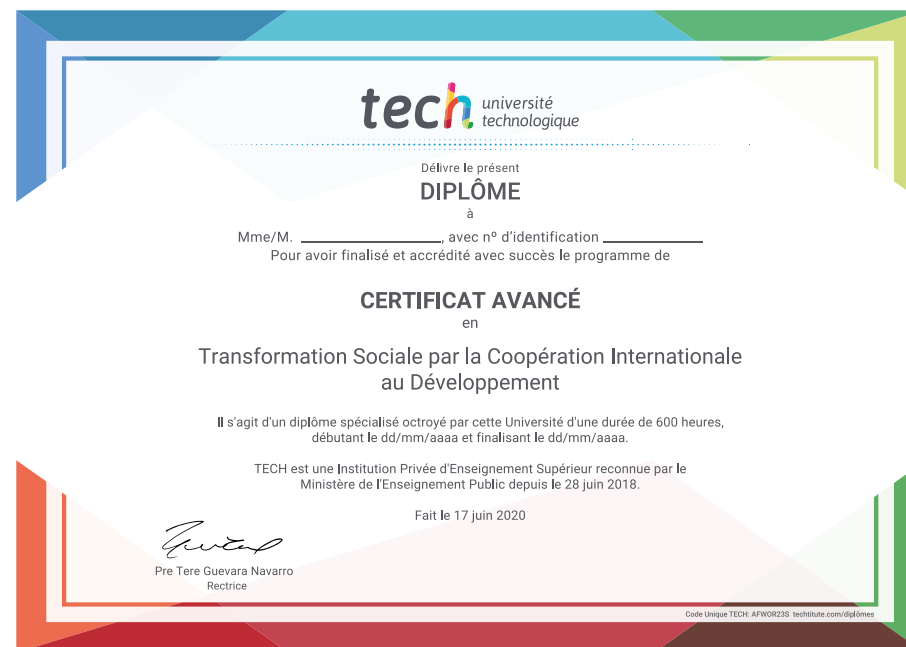 tech université
technologique
Délivre le présent
DIPLÔME
à
Mme/M. ____________________, avec nº d'identification ______________
Pour avoir finalisé et accrédité avec succès le programme de
CERTIFICAT AVANCÉ
en
Transformation Sociale par la Coopération Internationale
au Développement
Il s'agit d'un diplôme spécialisé octroyé par cette Université d'une durée de 600 heures,
débutant le dd/mm/aaaa et finalisant le dd/mm/aaaa.
TECH est une Institution Privée d'Enseignement Supérieur reconnue par le
Ministère de l'Enseignement Public depuis le 28 juin 2018.
Fait le 17 juin 2020
Pre Tere Guevara Navarro
Rectrice
Code Unique TECH: AFWOR23S techtitute.com/diplômes